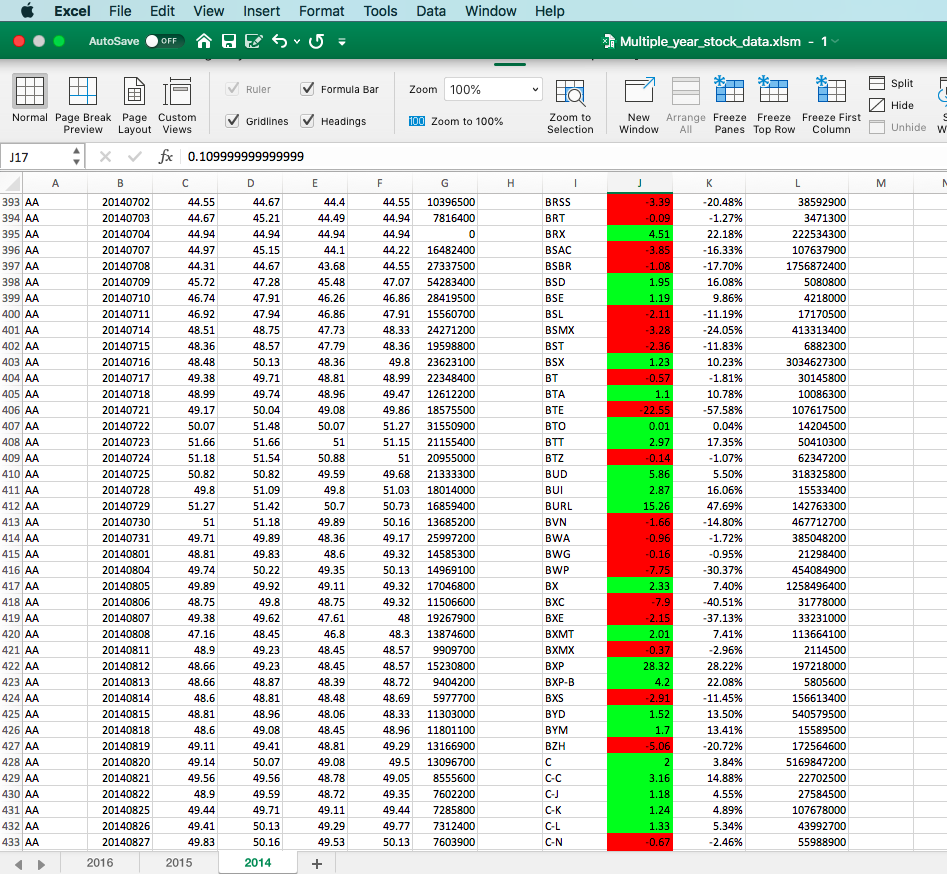 Excel File Edit View Insert Format Tools Data Window Help
AutoSave OFF Multiple_year_stock_data.xlsm - 1
Ruler Formula Bar Zoom 100% Split
Normal Page Break Preview Page Layout Custom Views Gridlines Headings 100 Zoom to 100% Zoom to Selection New Window Arrange All Freeze Panes Freeze Top Row Freeze First Column Hide
Unhide
J17 fx 0.109999999999999
A B C D E F G H I J K L M
393 AA 20140702 44.55 44.67 44.4 44.55 10396500 BRSS -3.39 -20.48% 38592900
394 AA 20140703 44.67 45.21 44.49 44.94 7816400 BRT -0.09 -1.27% 3471300
395 AA 20140704 44.94 44.94 44.94 44.94 0 BRX 4.51 22.18% 222534300
396 AA 20140707 44.97 45.15 44.1 44.22 16482400 BSAC -3.85 -16.33% 107637900
397 AA 20140708 44.31 44.67 43.68 44.55 27337500 BSBR -1.08 -17.70% 1756872400
398 AA 20140709 45.72 47.28 45.48 47.07 54283400 BSD 1.95 16.08% 5080800
399 AA 20140710 46.74 47.91 46.26 46.86 28419500 BSE 1.19 9.86% 4218000
400 AA 20140711 46.92 47.94 46.86 47.91 15560700 BSL -2.11 -11.19% 17170500
401 AA 20140714 48.51 48.75 47.73 48.33 24271200 BSMX -3.28 -24.05% 413313400
402 AA 20140715 48.36 48.57 47.79 48.36 19598800 BST -2.36 -11.83% 6882300
403 AA 20140716 48.48 50.13 48.36 49.8 23623100 BSX 1.23 10.23% 3034627300
404 AA 20140717 49.38 49.71 48.81 48.99 22348400 BT -0.57 -1.81% 30145800
405 AA 20140718 48.99 49.74 48.96 49.47 12612200 BTA 1.1 10.78% 10086300
406 AA 20140721 49.17 50.04 49.08 49.86 18575500 BTE -22.55 -57.58% 107617500
407 AA 20140722 50.07 51.48 50.07 51.27 31550900 BTO 0.01 0.04% 14204500
408 AA 20140723 51.66 51.66 51 51.15 21155400 BTT 2.97 17.35% 50410300
409 AA 20140724 51.18 51.54 50.88 51 20955000 BTZ -0.14 -1.07% 62347200
410 AA 20140725 50.82 50.82 49.59 49.68 21333300 BUD 5.86 5.50% 318325800
411 AA 20140728 49.8 51.09 49.8 51.03 18014000 BUI 2.87 16.06% 15533400
412 AA 20140729 51.27 51.42 50.7 50.73 16859400 BURL 15.26 47.69% 142763300
413 AA 20140730 51 51.18 49.89 50.16 13685200 BVN -1.66 -14.80% 467712700
414 AA 20140731 49.71 49.89 48.36 49.17 25997200 BWA -0.96 -1.72% 385048200
415 AA 20140801 48.81 49.83 48.6 49.32 14585300 BWG -0.16 -0.95% 21298400
416 AA 20140804 49.74 50.22 49.35 50.13 14969100 BWP -7.75 -30.37% 454084900
417 AA 20140805 49.89 49.92 49.11 49.32 17046800 BX 2.33 7.40% 1258496400
418 AA 20140806 48.75 49.8 48.75 49.32 11506600 BXC -7.9 -40.51% 31778000
419 AA 20140807 49.38 49.62 47.61 48 19267900 BXE -2.15 -37.13% 33231000
420 AA 20140808 47.16 48.45 46.8 48.3 13874600 BXMT 2.01 7.41% 113664100
421 AA 20140811 48.9 49.23 48.45 48.57 9909700 BXMX -0.37 -2.96% 2114500
422 AA 20140812 48.66 49.23 48.45 48.57 15230800 BXP 28.32 28.22% 197218000
423 AA 20140813 48.66 48.87 48.39 48.72 9404200 BXP-B 4.2 22.08% 5805600
424 AA 20140814 48.6 48.81 48.48 48.69 5977700 BXS -2.91 -11.45% 156613400
425 AA 20140815 48.81 48.96 48.06 48.33 11303000 BYD 1.52 13.50% 540579500
426 AA 20140818 48.6 49.08 48.45 48.96 11801100 BYM 1.7 13.41% 15589500
427 AA 20140819 49.11 49.41 48.81 49.29 13166900 BZH -5.06 -20.72% 172564600
428 AA 20140820 49.14 50.07 49.08 49.5 13096700 C 2 3.84% 5169847200
429 AA 20140821 49.56 49.56 48.78 49.05 8555600 C-C 3.16 14.88% 22702500
430 AA 20140822 48.9 49.59 48.72 49.35 7602200 C-J 1.18 4.55% 27584500
431 AA 20140825 49.44 49.71 49.11 49.44 7285800 C-K 1.24 4.89% 107678000
432 AA 20140826 49.41 50.13 49.29 49.77 7312400 C-L 1.33 5.34% 43992700
433 AA 20140827 49.83 50.16 49.53 50.13 7603900 C-N -0.67 -2.46% 55988900
2016 2015 2014 +